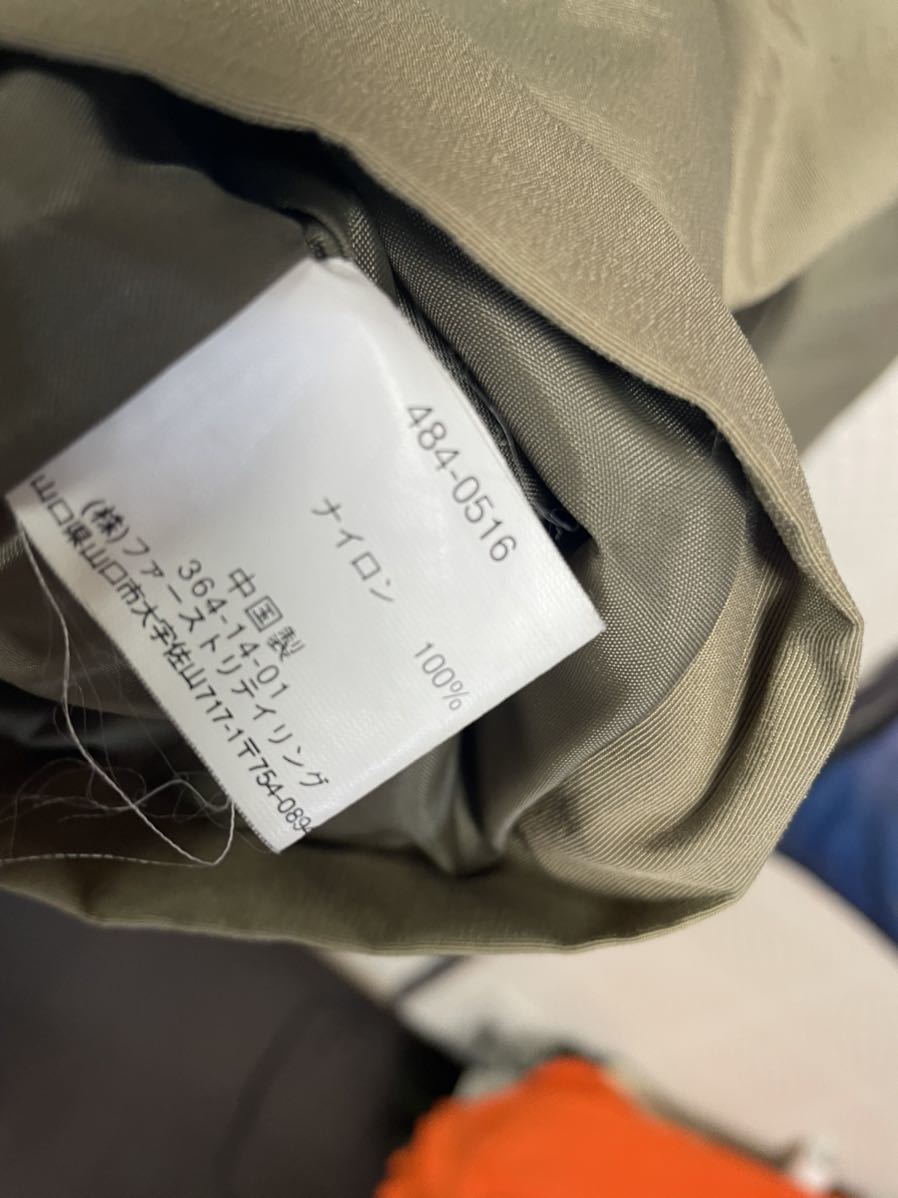 484-0516
ナイロン
100%
中国製
364-14-01
(株)ファーストリテイリング
山口県山口市大字佐山717-1〒754-089